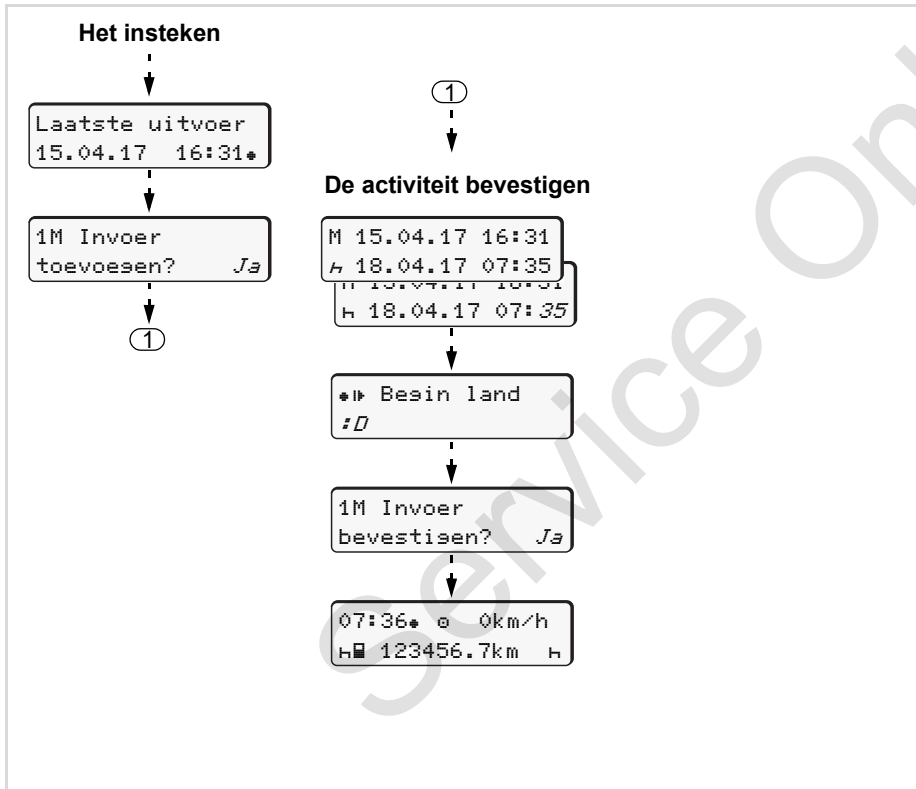 Het insteken
Laatste uitvoer
15.04.17 16:31
1M Invoer
toevoegen? Ja
1
1
De activiteit bevestigen
M 15.04.17 16:31
h 18.04.17 07:35
h 18.04.17 07:35
Begin land
:D
1M Invoer
bevestigen? Ja
07:36 0km/h
h 123456.7km h
Service On